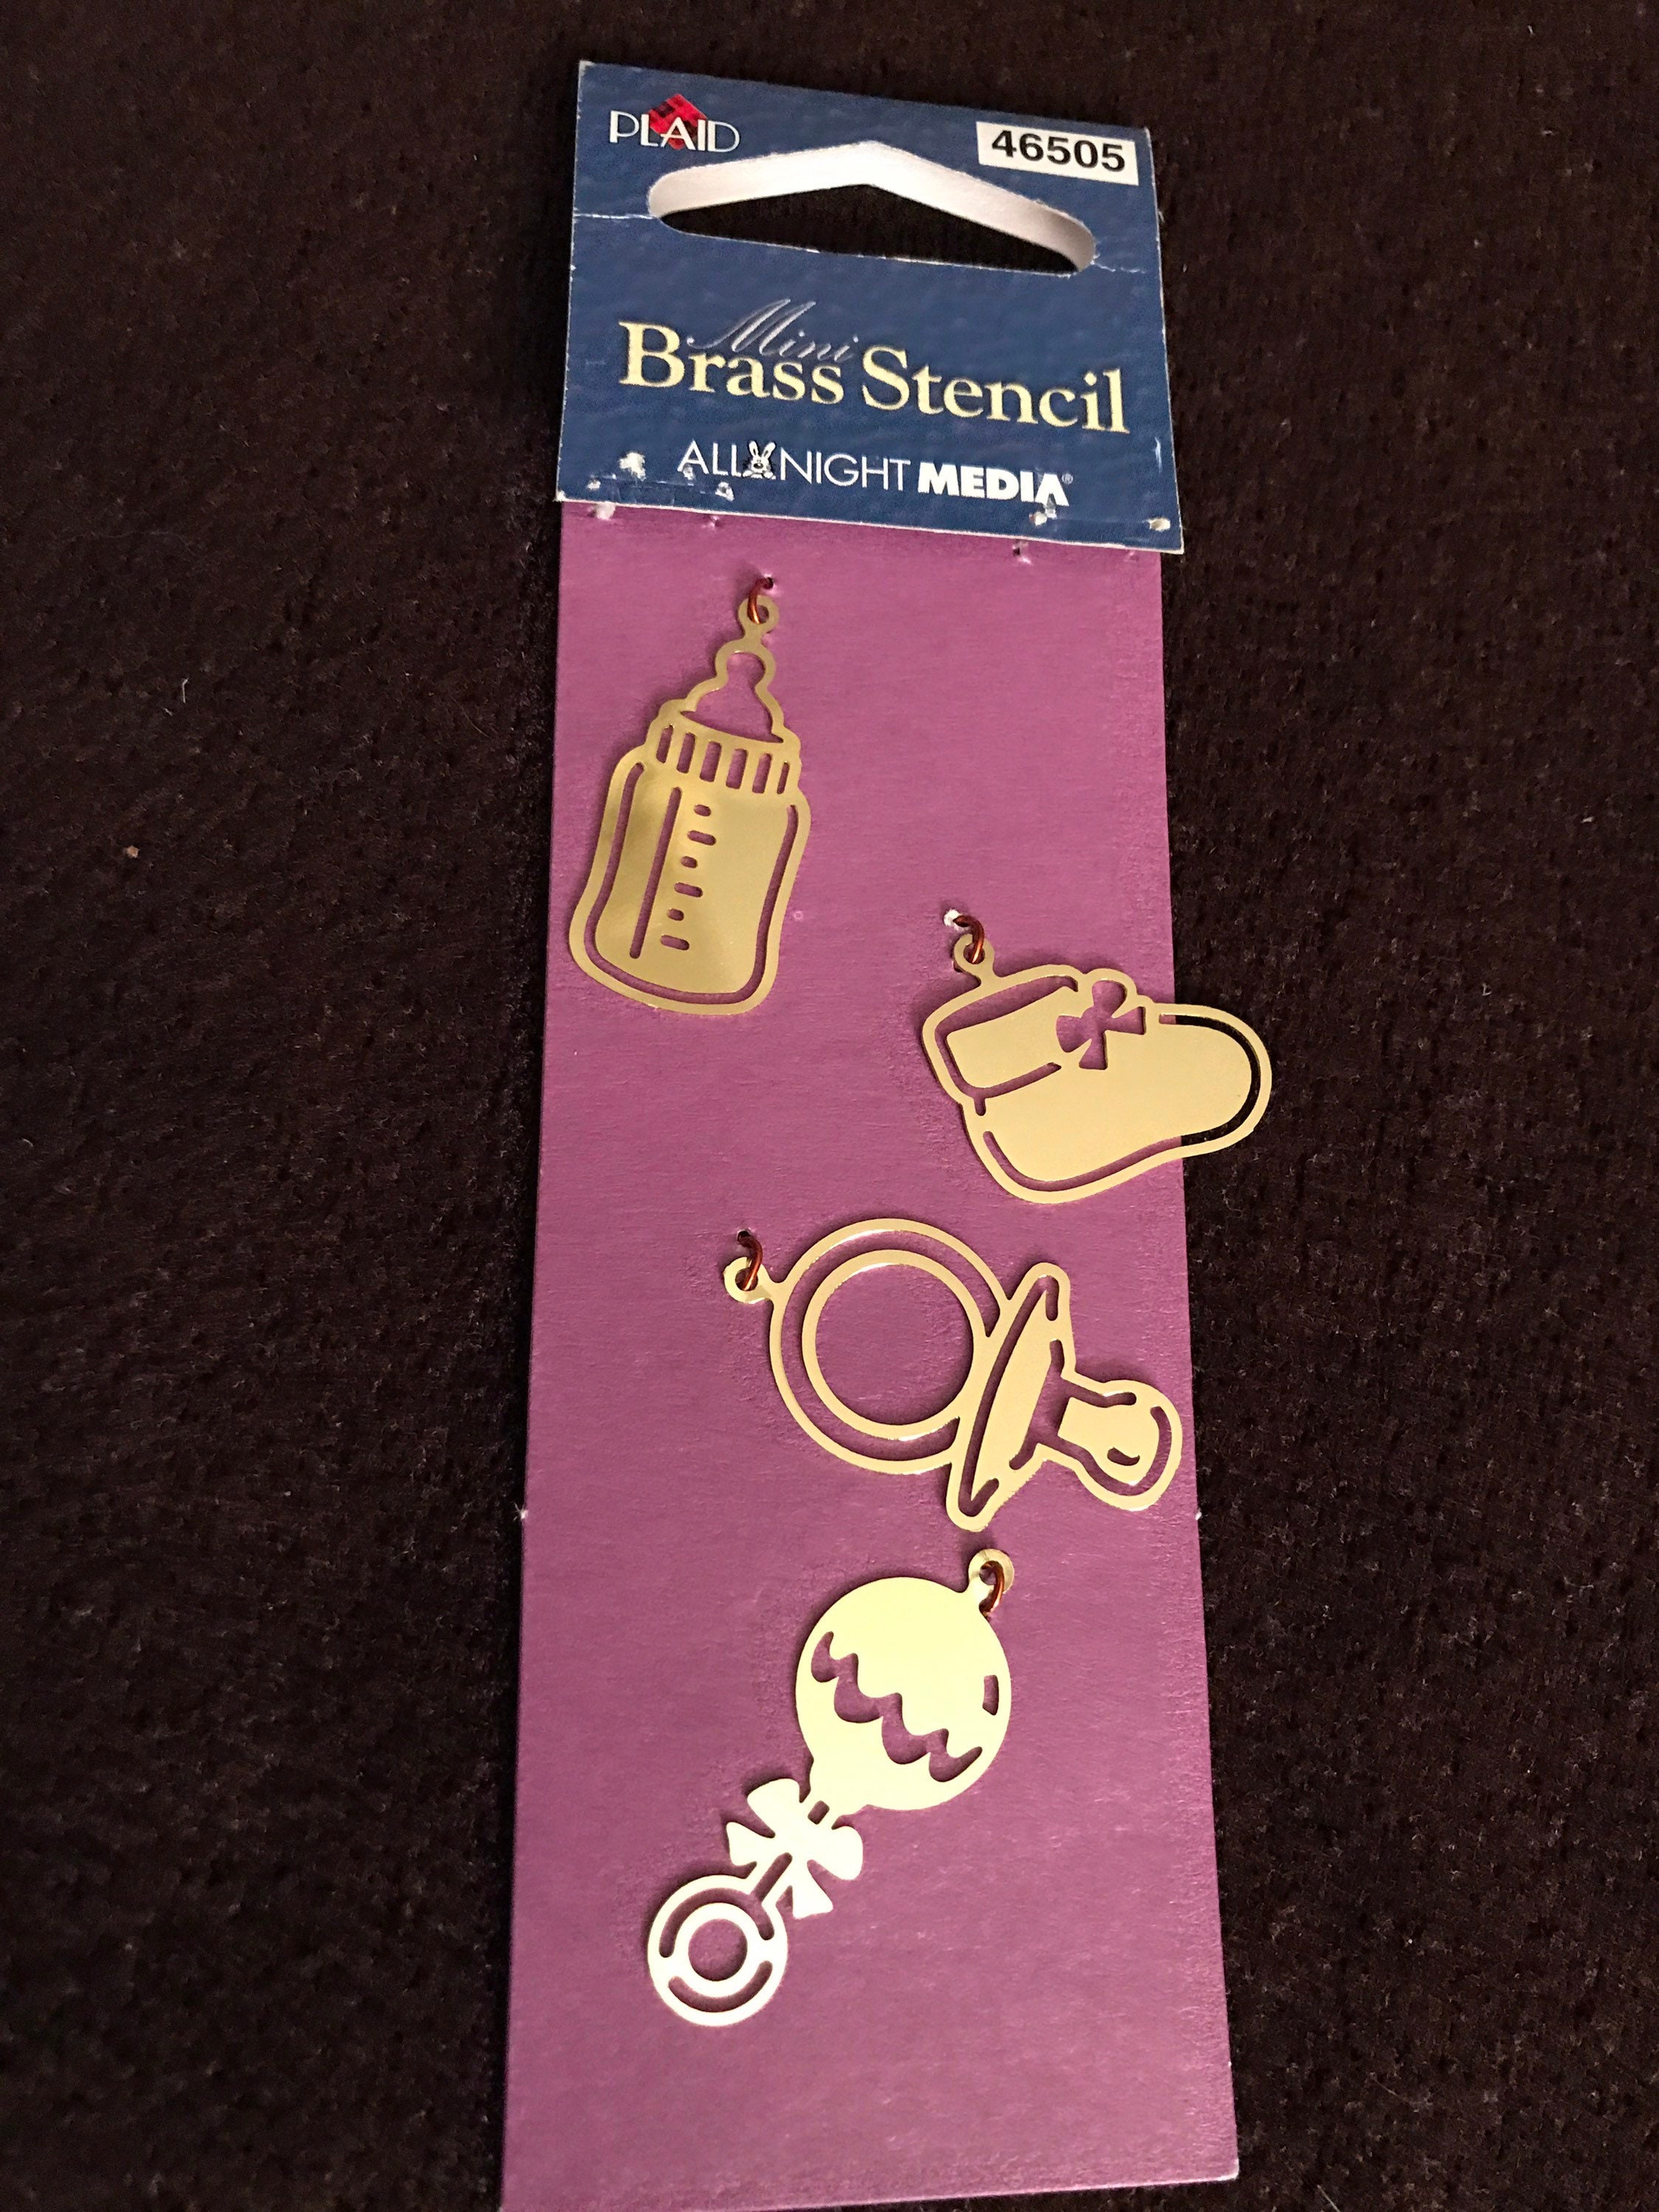 PLAID
46505
Mini
Brass Stencil
ALL NIGHT MEDIA®